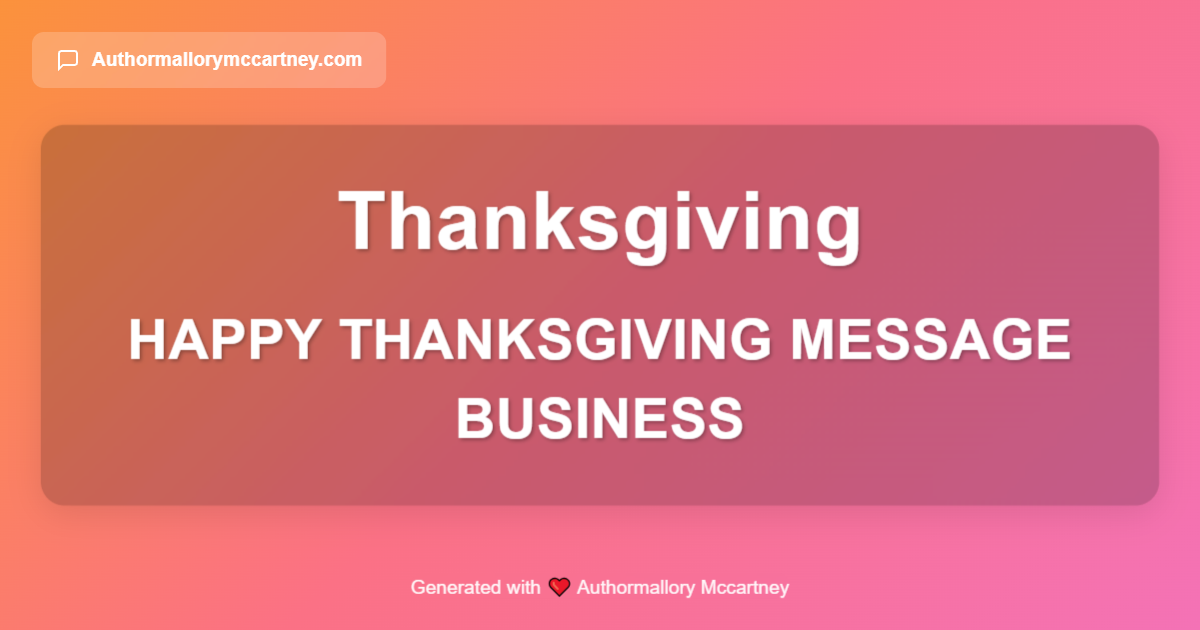 Authormallorymccartney.com
Thanksgiving
HAPPY THANKSGIVING MESSAGE
BUSINESS
Generated with ❤️ Authormallory Mccartney